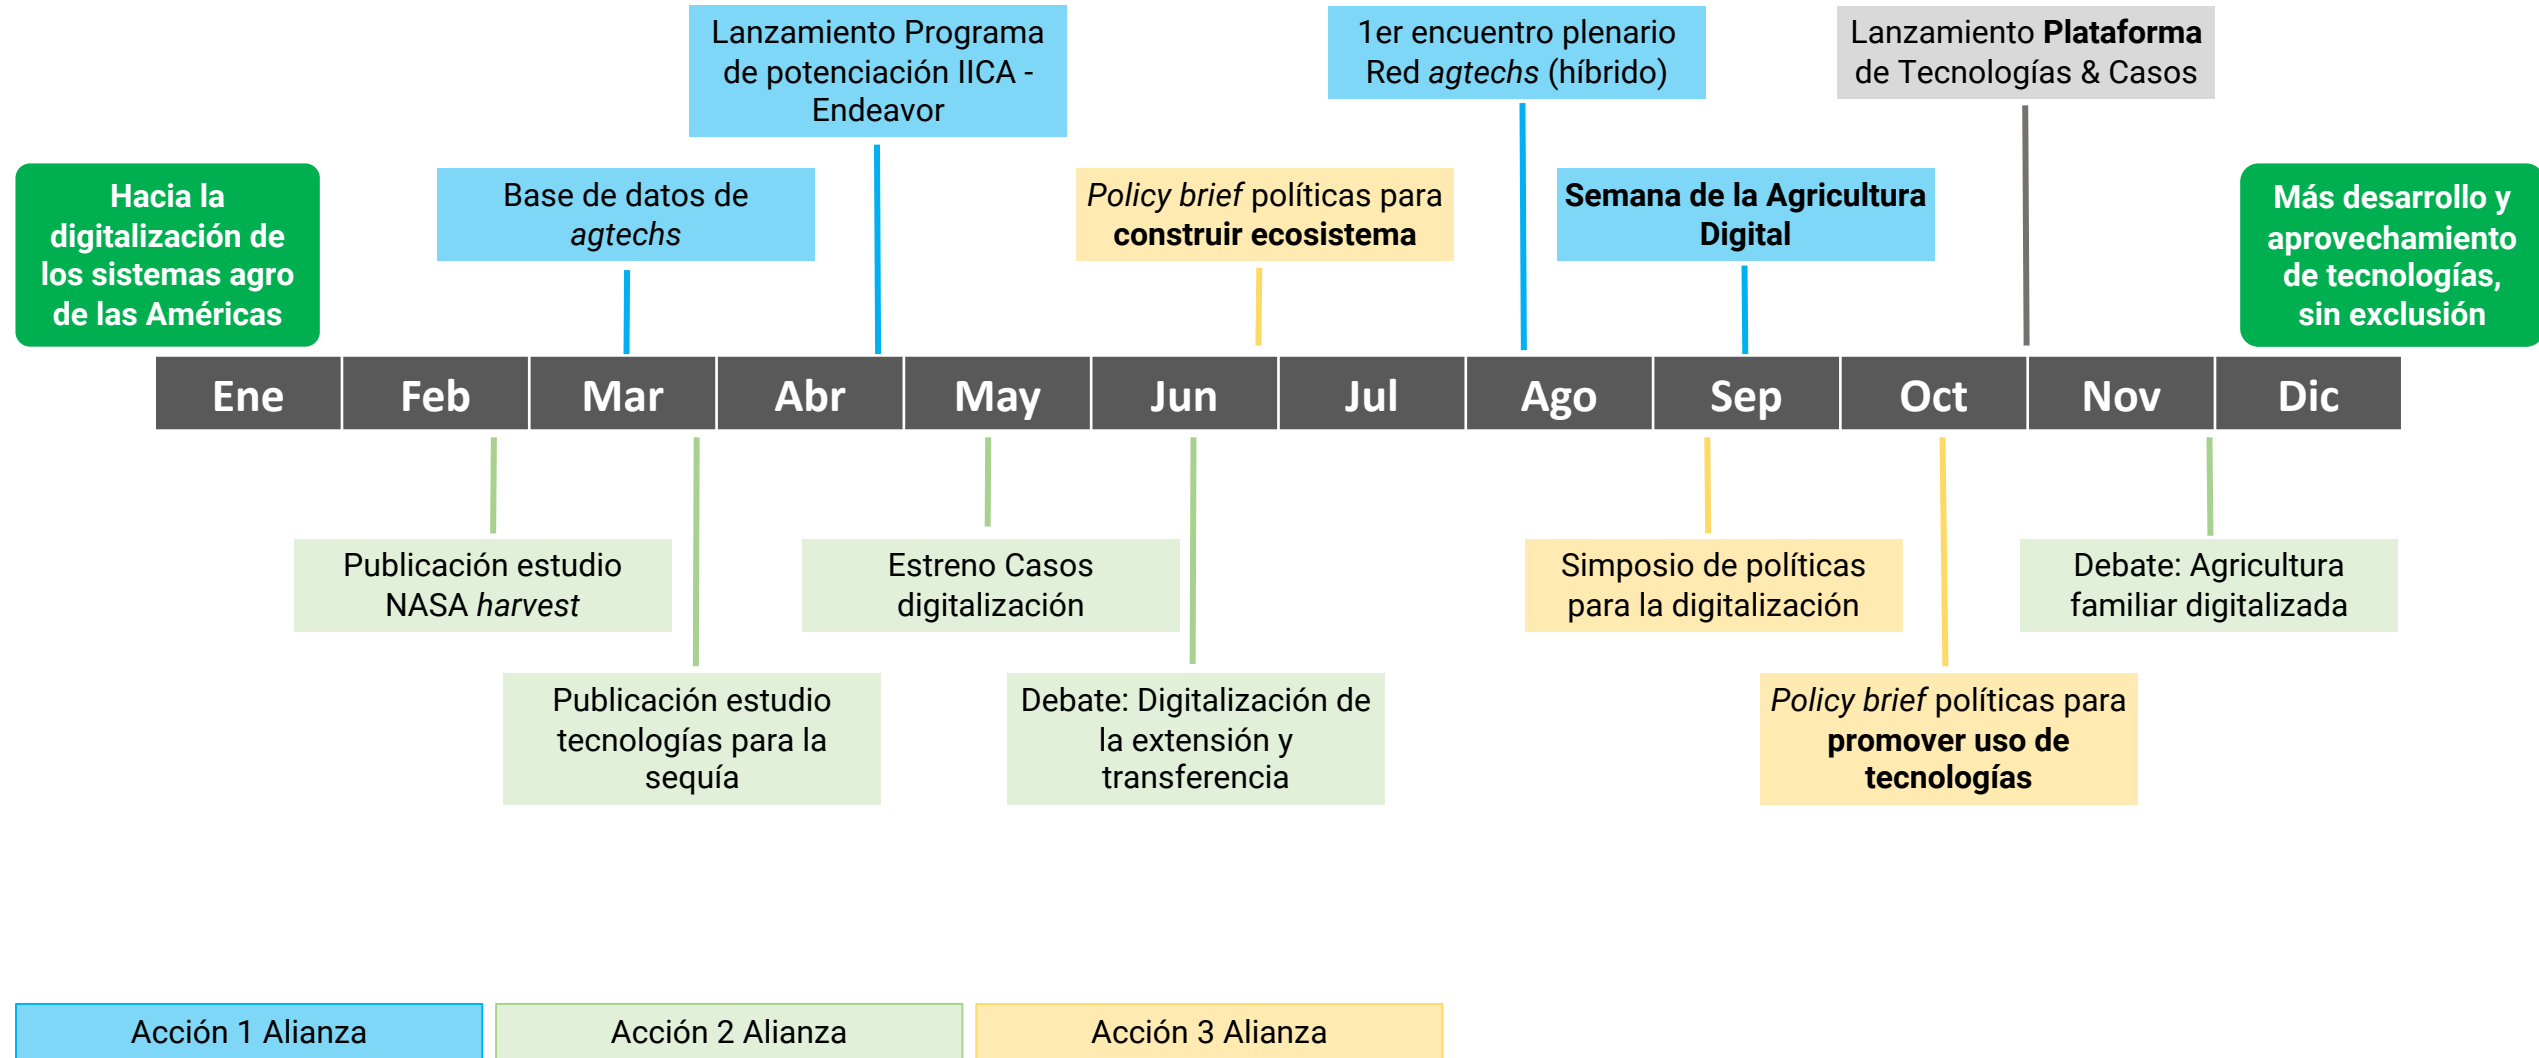 Lanzamiento Programa
de potenciación IICA -
Endeavor
1er encuentro plenario
Red agtechs (híbrido)
Lanzamiento Plataforma
de Tecnologías & Casos
Hacia la
digitalización de
los sistemas agro
de las Américas
Base de datos de
agtechs
Policy brief políticas para
construir ecosistema
Semana de la Agricultura
Digital
Más desarrollo y
aprovechamiento
de tecnologías,
sin exclusión
Ene Feb Mar Abr May Jun Jul Ago Sep Oct Nov Dic
Publicación estudio
NASA harvest
Estreno Casos
digitalización
Simposio de políticas
para la digitalización
Debate: Agricultura
familiar digitalizada
Publicación estudio
tecnologías para la
sequía
Debate: Digitalización de
la extensión y
transferencia
Policy brief políticas para
promover uso de
tecnologías
Acción 1 Alianza
Acción 2 Alianza
Acción 3 Alianza